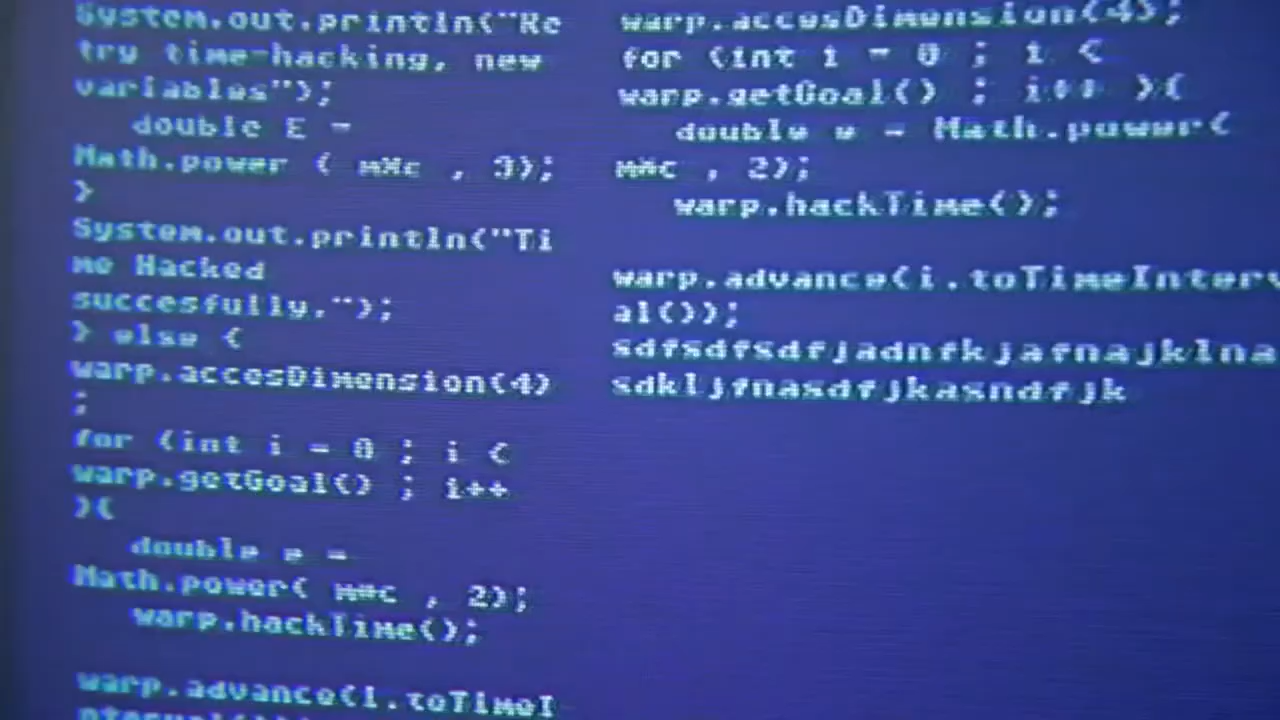 System.out.println("Re
try time-hacking, new
variables");
double E =
Math.power ( m*c , 3);
}
System.out.println("Ti
me Hacked
succesfully.");
} else {
warp.accesDimension(4)
;
for (int i = 0 ; i <
warp.getGoal() ; i++
){
double e =
Math.power( m*c , 2);
warp.hackTime();
warp.advance(i.toTimeI
nterval());
warp.accesDimension(4);
for (int i = 0 ; i <
warp.getGoal() ; i++ ){
double e = Math.power(
m*c , 2);
warp.hackTime();
warp.advance(i.toTimeInterv
al());
sdfsdfsdfjadnfkjafnajklna
sdkljfnasdfjkasndfjk